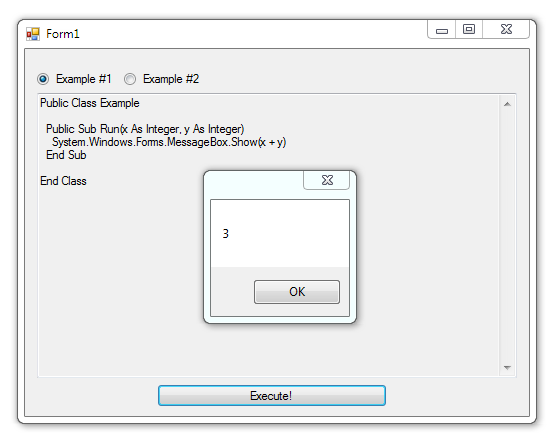 Form1
Example #1 Example #2
Public Class Example
Public Sub Run(x As Integer, y As Integer)
System.Windows.Forms.MessageBox.Show(x + y)
End Sub
End Class
3
OK
Execute!